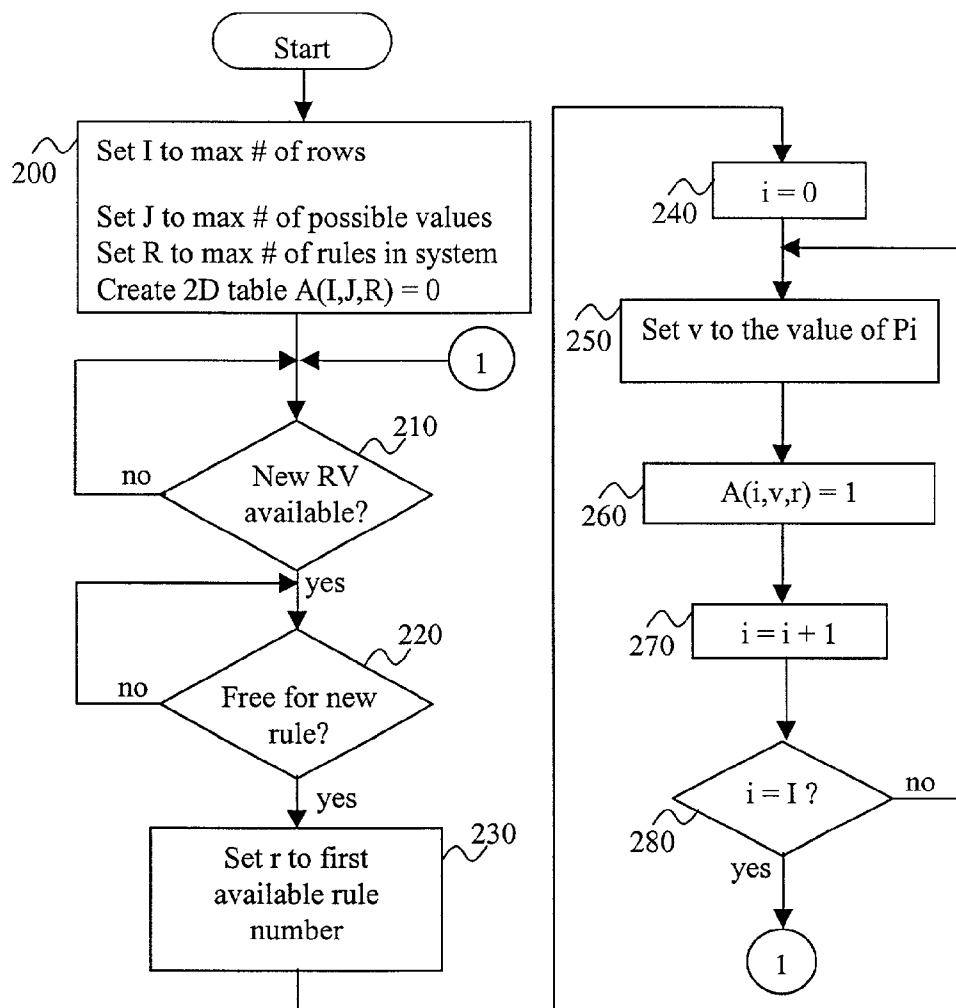 Start
200
Set I to max # of rows
Set J to max # of possible values
Set R to max # of rules in system
Create 2D table A(I,J,R) = 0
1
210
New RV
available?
no
yes
220
Free for new
rule?
no
yes
230
Set r to first
available rule
number
240
i = 0
250
Set v to the value of Pi
260
A(i,v,r) = 1
270
i = i + 1
280
i = I ?
no
yes
1